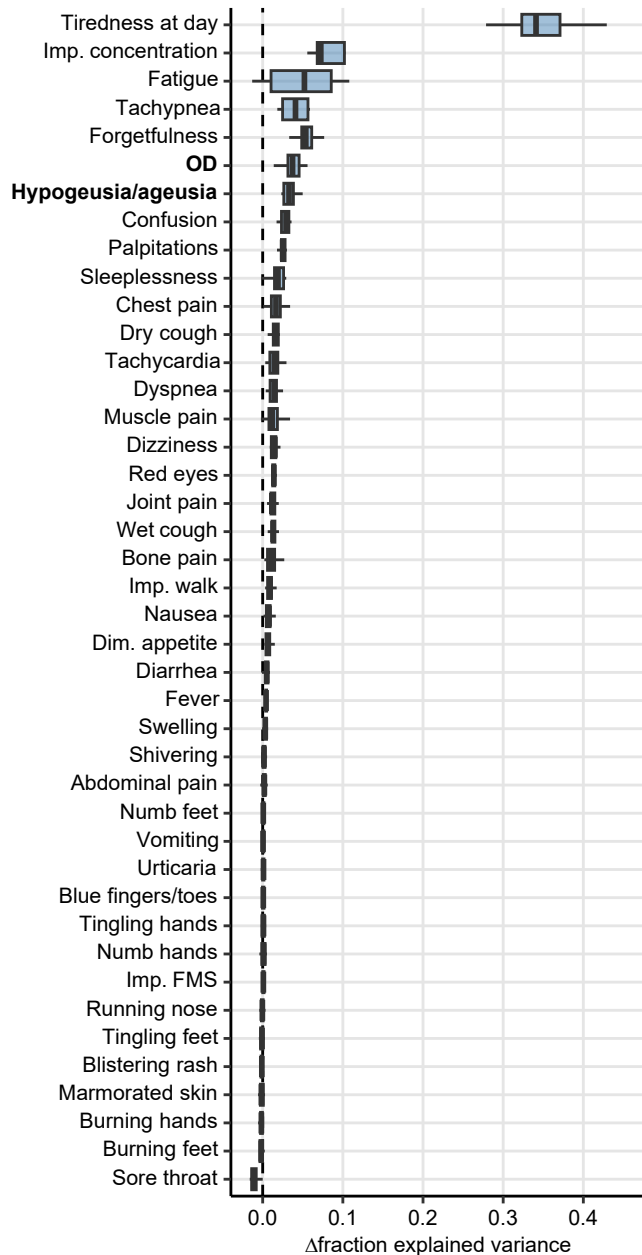 Tiredness at day
Imp. concentration
Fatigue
Tachypnea
Forgetfulness
OD
Hypogeusia/ageusia
Confusion
Palpitations
Sleeplessness
Chest pain
Dry cough
Tachycardia
Dyspnea
Muscle pain
Dizziness
Red eyes
Joint pain
Wet cough
Bone pain
Imp. walk
Nausea
Dim. appetite
Diarrhea
Fever
Swelling
Shivering
Abdominal pain
Numb feet
Vomiting
Urticaria
Blue fingers/toes
Tingling hands
Numb hands
Imp. FMS
Running nose
Tingling feet
Blistering rash
Marmorated skin
Burning hands
Burning feet
Sore throat
0.0 0.1 0.2 0.3 0.4
Δfraction explained variance